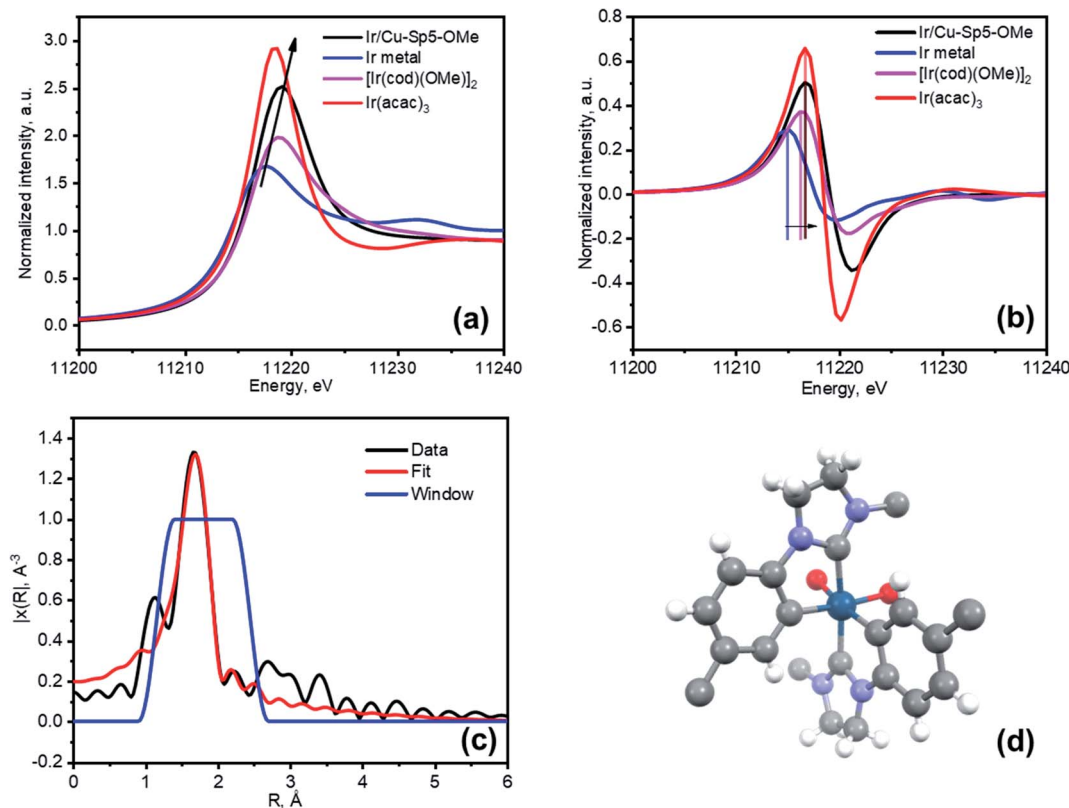 Normalized intensity, a.u.
3.0
2.5
2.0
1.5
1.0
0.5
0.0
Ir/Cu-Sp5-OMe
Ir metal
[Ir(cod)(OMe)]₂
Ir(acac)₃
(a)
11200
11210
11220
11230
11240
Energy, eV
Normalized intensity, a.u.
0.8
0.6
0.4
0.2
0.0
-0.2
-0.4
-0.6
-0.8
Ir/Cu-Sp5-OMe
Ir metal
[Ir(cod)(OMe)]₂
Ir(acac)₃
(b)
11200
11210
11220
11230
11240
Energy, eV
|x(R|, A⁻³
1.4
1.2
1.0
0.8
0.6
0.4
0.2
0.0
-0.2
Data
Fit
Window
(c)
0
1
2
3
4
5
6
R, Å
(d)